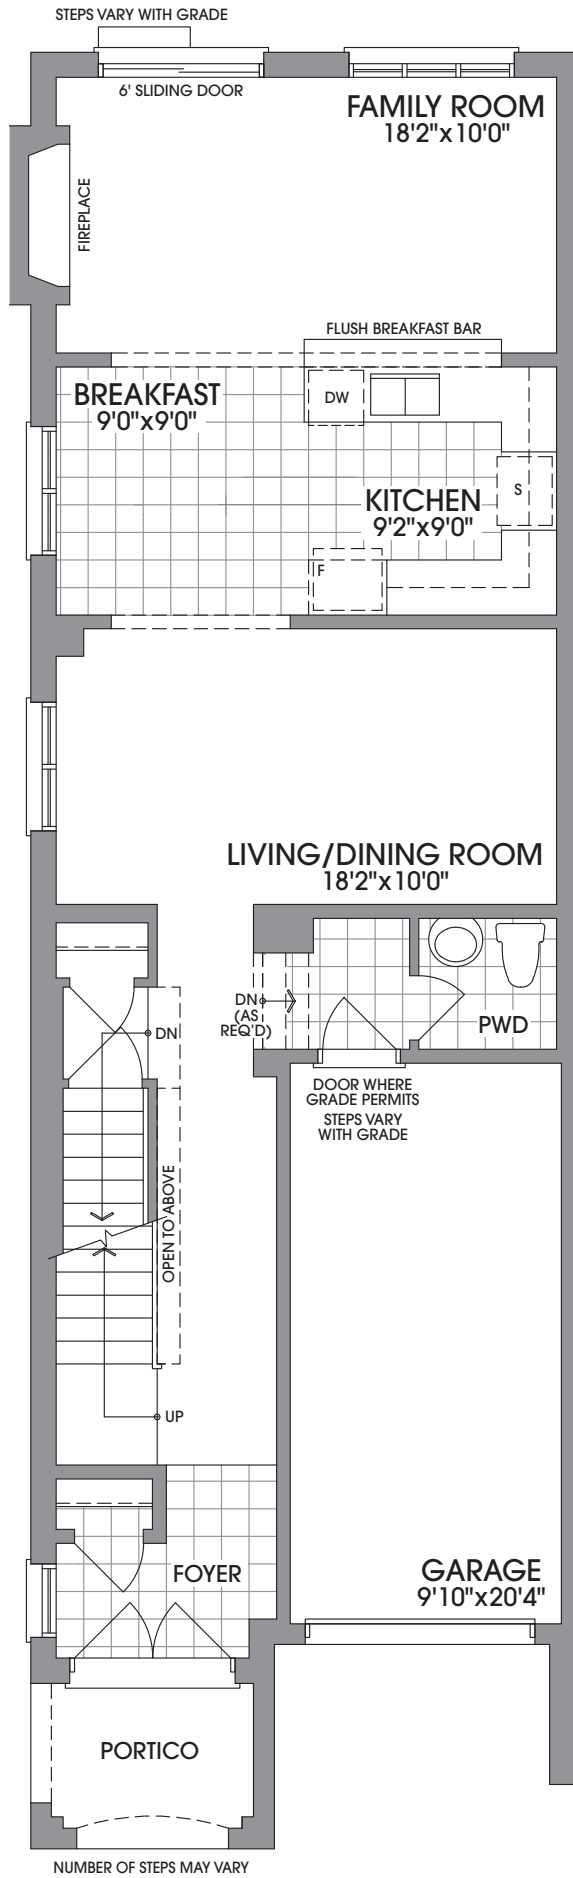 STEPS VARY WITH GRADE
6' SLIDING DOOR
FAMILY ROOM
18'2"x10'0"
FIREPLACE
FLUSH BREAKFAST BAR
BREAKFAST
9'0"x9'0"
DW
S
KITCHEN
9'2"x9'0"
F
LIVING/DINING ROOM
18'2"x10'0"
DN
(AS
REQ'D)
PWD
DN
DOOR WHERE
GRADE PERMITS
STEPS VARY
WITH GRADE
OPEN TO ABOVE
UP
FOYER
GARAGE
9'10"x20'4"
PORTICO
NUMBER OF STEPS MAY VARY